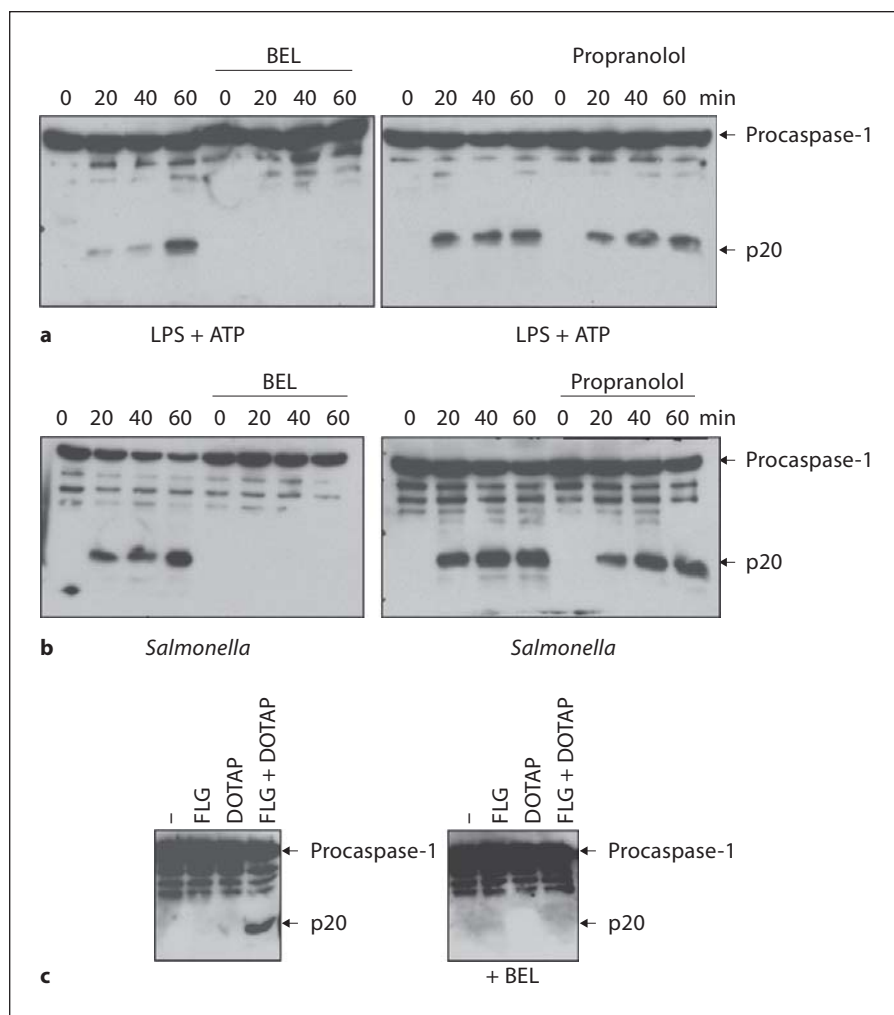 BEL Propranolol
0 20 40 60 0 20 40 60 0 20 40 60 0 20 40 60 min
Procaspase-1
p20
a LPS + ATP LPS + ATP
BEL Propranolol
0 20 40 60 0 20 40 60 0 20 40 60 0 20 40 60 min
Procaspase-1
p20
b Salmonella Salmonella
– FLG DOTAP FLG + DOTAP – FLG DOTAP FLG + DOTAP
Procaspase-1 Procaspase-1
p20 p20
c + BEL